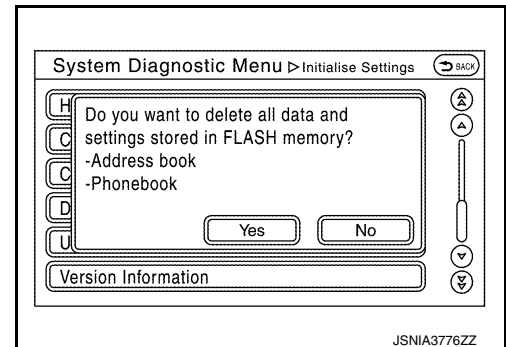 System Diagnostic Menu ▷ Initialise Settings
BACK
H
Do you want to delete all data and
C
settings stored in FLASH memory?
-Address book
C
-Phonebook
D
Yes No
U
Version Information
JSNIA3776ZZ